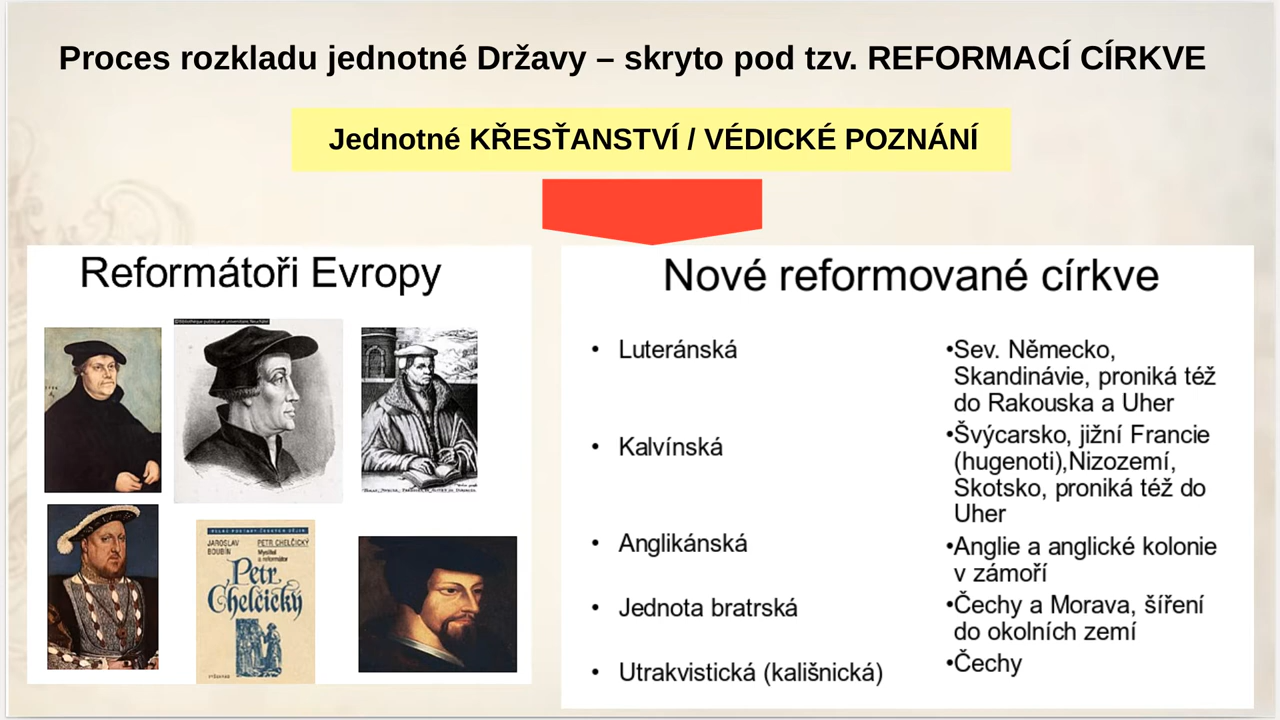 Proces rozkladu jednotné Državy – skryto pod tzv. REFORMACÍ CÍRKVE
Jednotné KŘESŤANSTVÍ / VÉDICKÉ POZNÁNÍ
Reformátoři Evropy
JAROSLAV
BOUBÍN
PETR CHELČICKÝ
Myslitel
a reformátor
Petr
Chelčický
VYŠEHRAD
Nové reformované církve
• Luteránská
•Sev. Německo,
Skandinávie, proniká též
do Rakouska a Uher
• Kalvínská
•Švýcarsko, jižní Francie
(hugenoti),Nizozemí,
Skotsko, proniká též do
Uher
• Anglikánská
•Anglie a anglické kolonie
v zámoří
• Jednota bratrská
•Čechy a Morava, šíření
do okolních zemí
• Utrakvistická (kališnická)
•Čechy